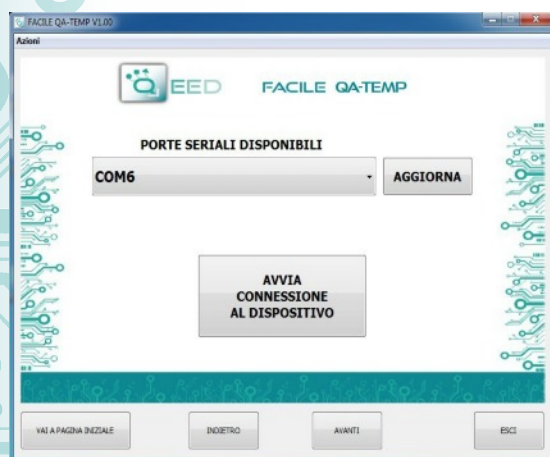 FACILE QA-TEMP V1.00
Azioni
QEED FACILE QA-TEMP
PORTE SERIALI DISPONIBILI
COM6 AGGIORNA
AVVIA
CONNESSIONE
AL DISPOSITIVO
VAI A PAGINA INIZIALE INDIETRO AVANTI ESCI